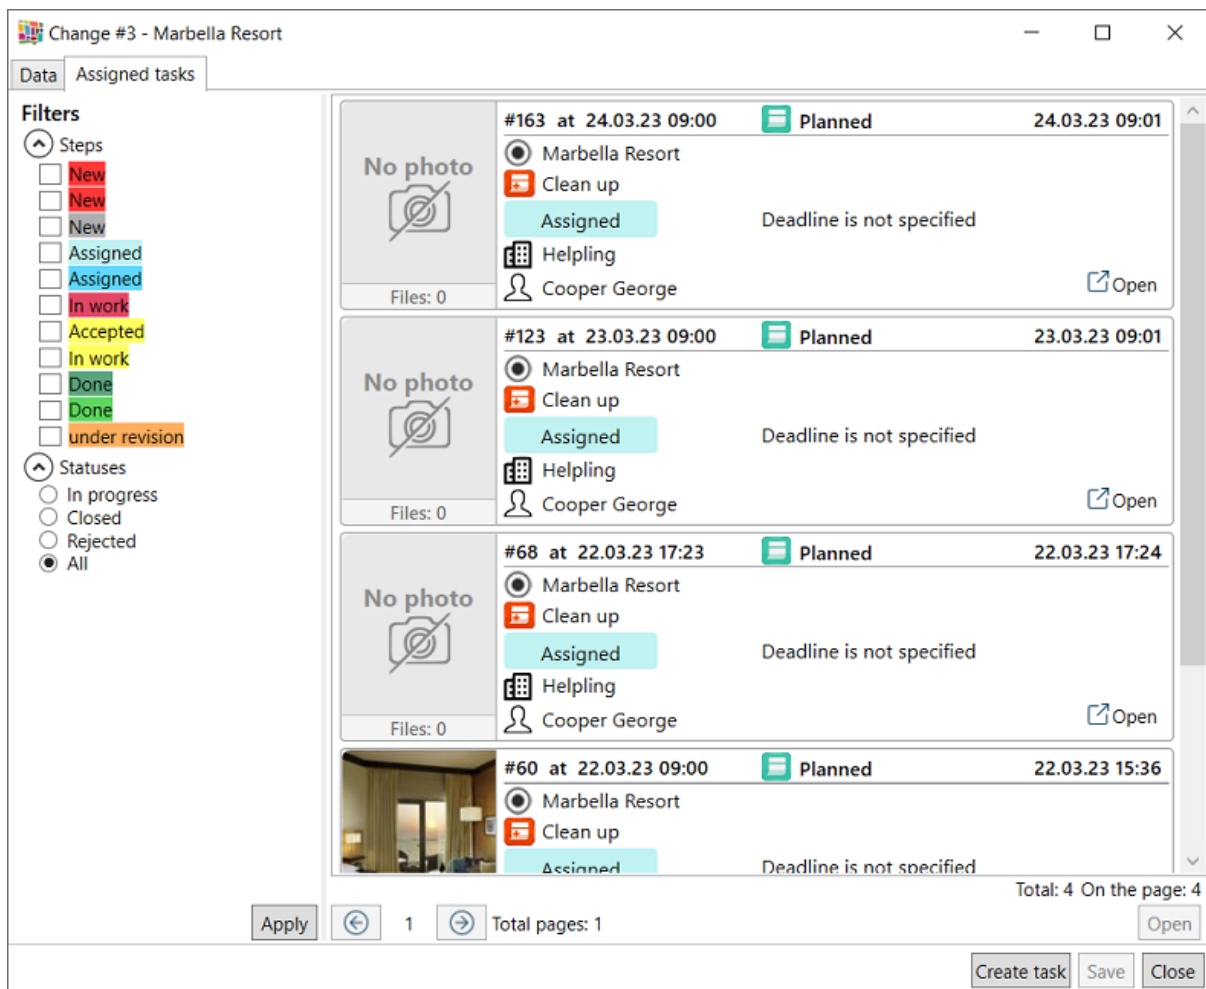 Change #3 - Marbella Resort
Data
Assigned tasks
Filters
Steps
New
New
New
Assigned
Assigned
In work
Accepted
In work
Done
Done
under revision
Statuses
In progress
Closed
Rejected
All
Apply
No photo
Files: 0
#163 at 24.03.23 09:00 Planned 24.03.23 09:01
Marbella Resort
Clean up
Assigned Deadline is not specified
Helpling
Cooper George
Open
No photo
Files: 0
#123 at 23.03.23 09:00 Planned 23.03.23 09:01
Marbella Resort
Clean up
Assigned Deadline is not specified
Helpling
Cooper George
Open
No photo
Files: 0
#68 at 22.03.23 17:23 Planned 22.03.23 17:24
Marbella Resort
Clean up
Assigned Deadline is not specified
Helpling
Cooper George
Open
#60 at 22.03.23 09:00 Planned 22.03.23 15:36
Marbella Resort
Clean up
Assigned Deadline is not specified
Total: 4 On the page: 4
1 Total pages: 1
Open
Create task Save Close